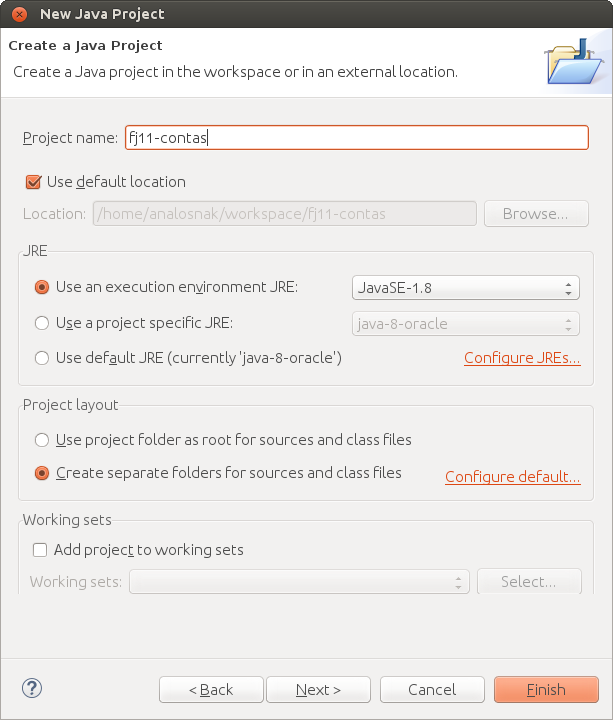 New Java Project
Create a Java Project
Create a Java project in the workspace or in an external location.
Project name: fj11-contas
Use default location
Location: /home/analosnak/workspace/fj11-contas Browse...
JRE
Use an execution environment JRE: JavaSE-1.8
Use a project specific JRE: java-8-oracle
Use default JRE (currently 'java-8-oracle') Configure JREs...
Project layout
Use project folder as root for sources and class files
Create separate folders for sources and class files Configure default...
Working sets
Add project to working sets
Working sets: Select...
< Back Next > Cancel Finish